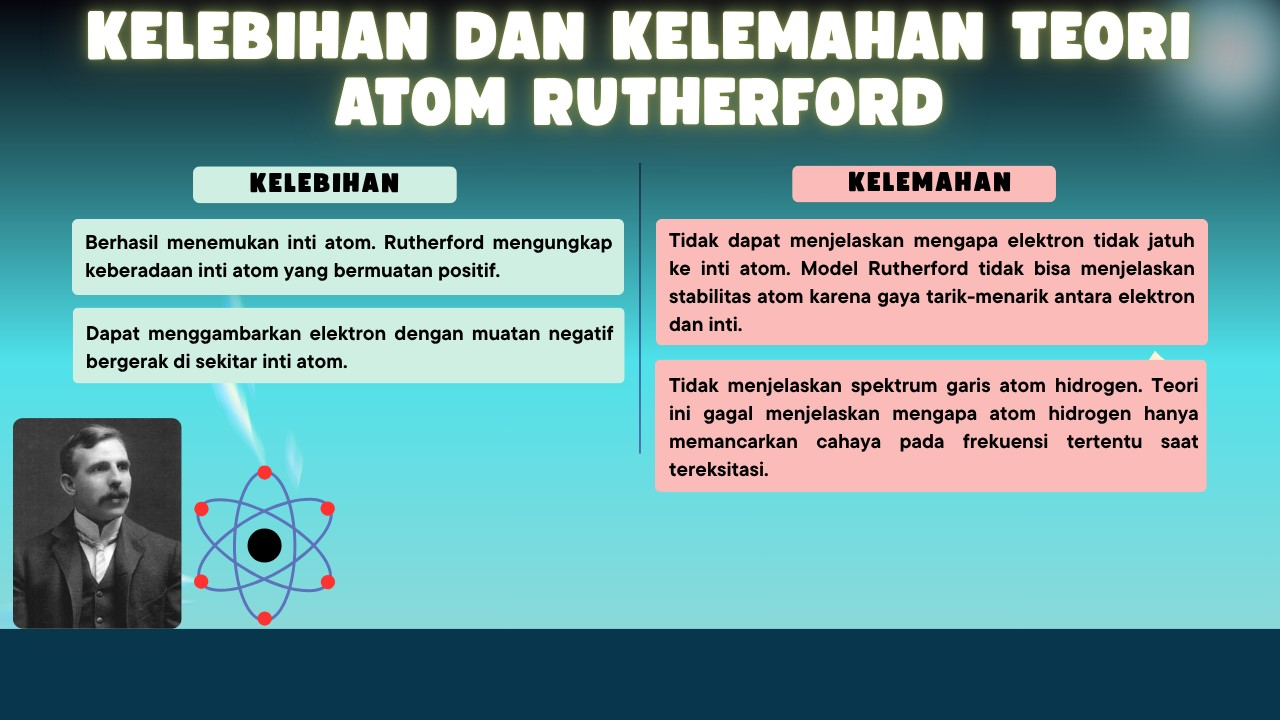 KELEBIHAN DAN KELEMAHAN TEORI
ATOM RUTHERFORD
KELEBIHAN
Berhasil menemukan inti atom. Rutherford mengungkap
keberadaan inti atom yang bermuatan positif.
Dapat menggambarkan elektron dengan muatan negatif
bergerak di sekitar inti atom.
KELEMAHAN
Tidak dapat menjelaskan mengapa elektron tidak jatuh
ke inti atom. Model Rutherford tidak bisa menjelaskan
stabilitas atom karena gaya tarik-menarik antara elektron
dan inti.
Tidak menjelaskan spektrum garis atom hidrogen. Teori
ini gagal menjelaskan mengapa atom hidrogen hanya
memancarkan cahaya pada frekuensi tertentu saat
tereksitasi.